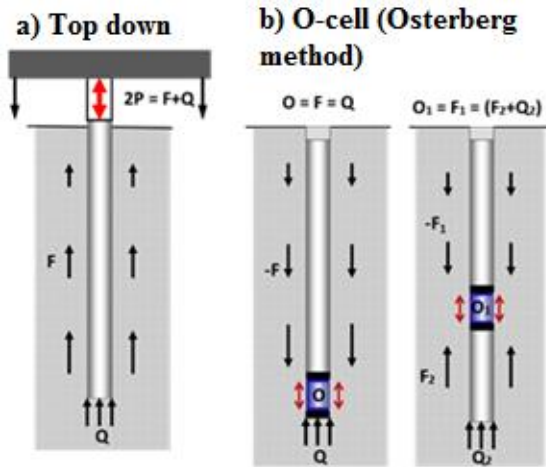 a) Top down
2P = F+Q
F
Q
b) O-cell (Osterberg
method)
O = F = Q
-F
O
Q
O₁ = F₁ = (F₂+Q₂)
-F₁
O₁
F₂
Q₂